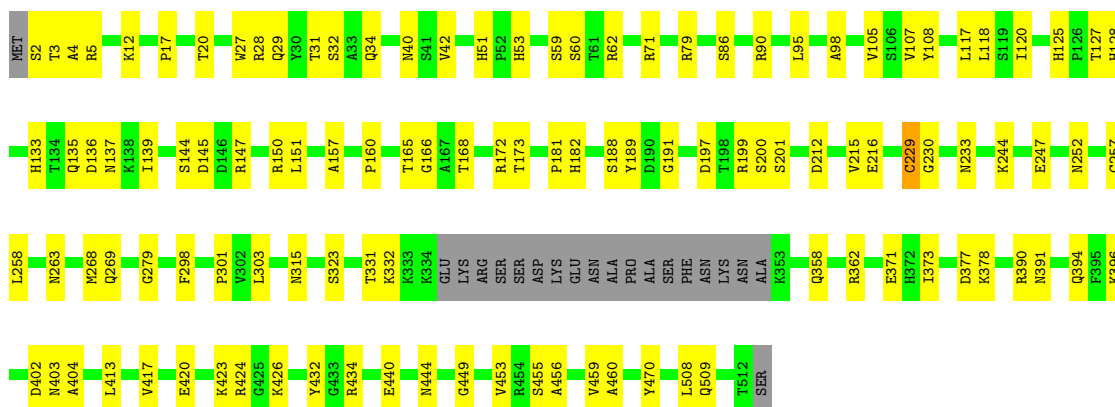 MET S2 T3 A4 R5 K12 P17 T20 W27 R28 Q29 Y30 T31 S32 A33 Q34 N40 S41 V42 H51 P52 H53 S59 S60 T61 R62 R71 R79 S86 R90 L95 A98 V105 S106 V107 Y108 L117 L118 S119 I120 H125 P126 T127 H128
H133 T134 Q135 D136 N137 K138 I139 S144 D145 D146 R147 R150 L151 A157 P160 T165 G166 A167 T168 R172 T173 P181 H182 S188 Y189 D190 G191 D197 T198 R199 S200 S201 D212 V215 E216 C229 G230 N233 K244 E247 N252 G257
L258 N263 M268 Q269 G279 F298 P301 V302 L303 N315 S323 T331 K332 K333 K334 GLU LYS ARG SER SER ASP LYS GLU ASN ALA PRO ALA SER PHE ASN LYS ASN ALA K353 Q358 R362 E371 H372 I373 D377 K378 R390 N391 Q394 F395 K396
D402 N403 A404 L413 V417 E420 K423 R424 G425 K426 Y432 G433 R434 E440 N444 G449 V453 R454 S455 A456 V459 A460 Y470 L508 Q509 T512 SER